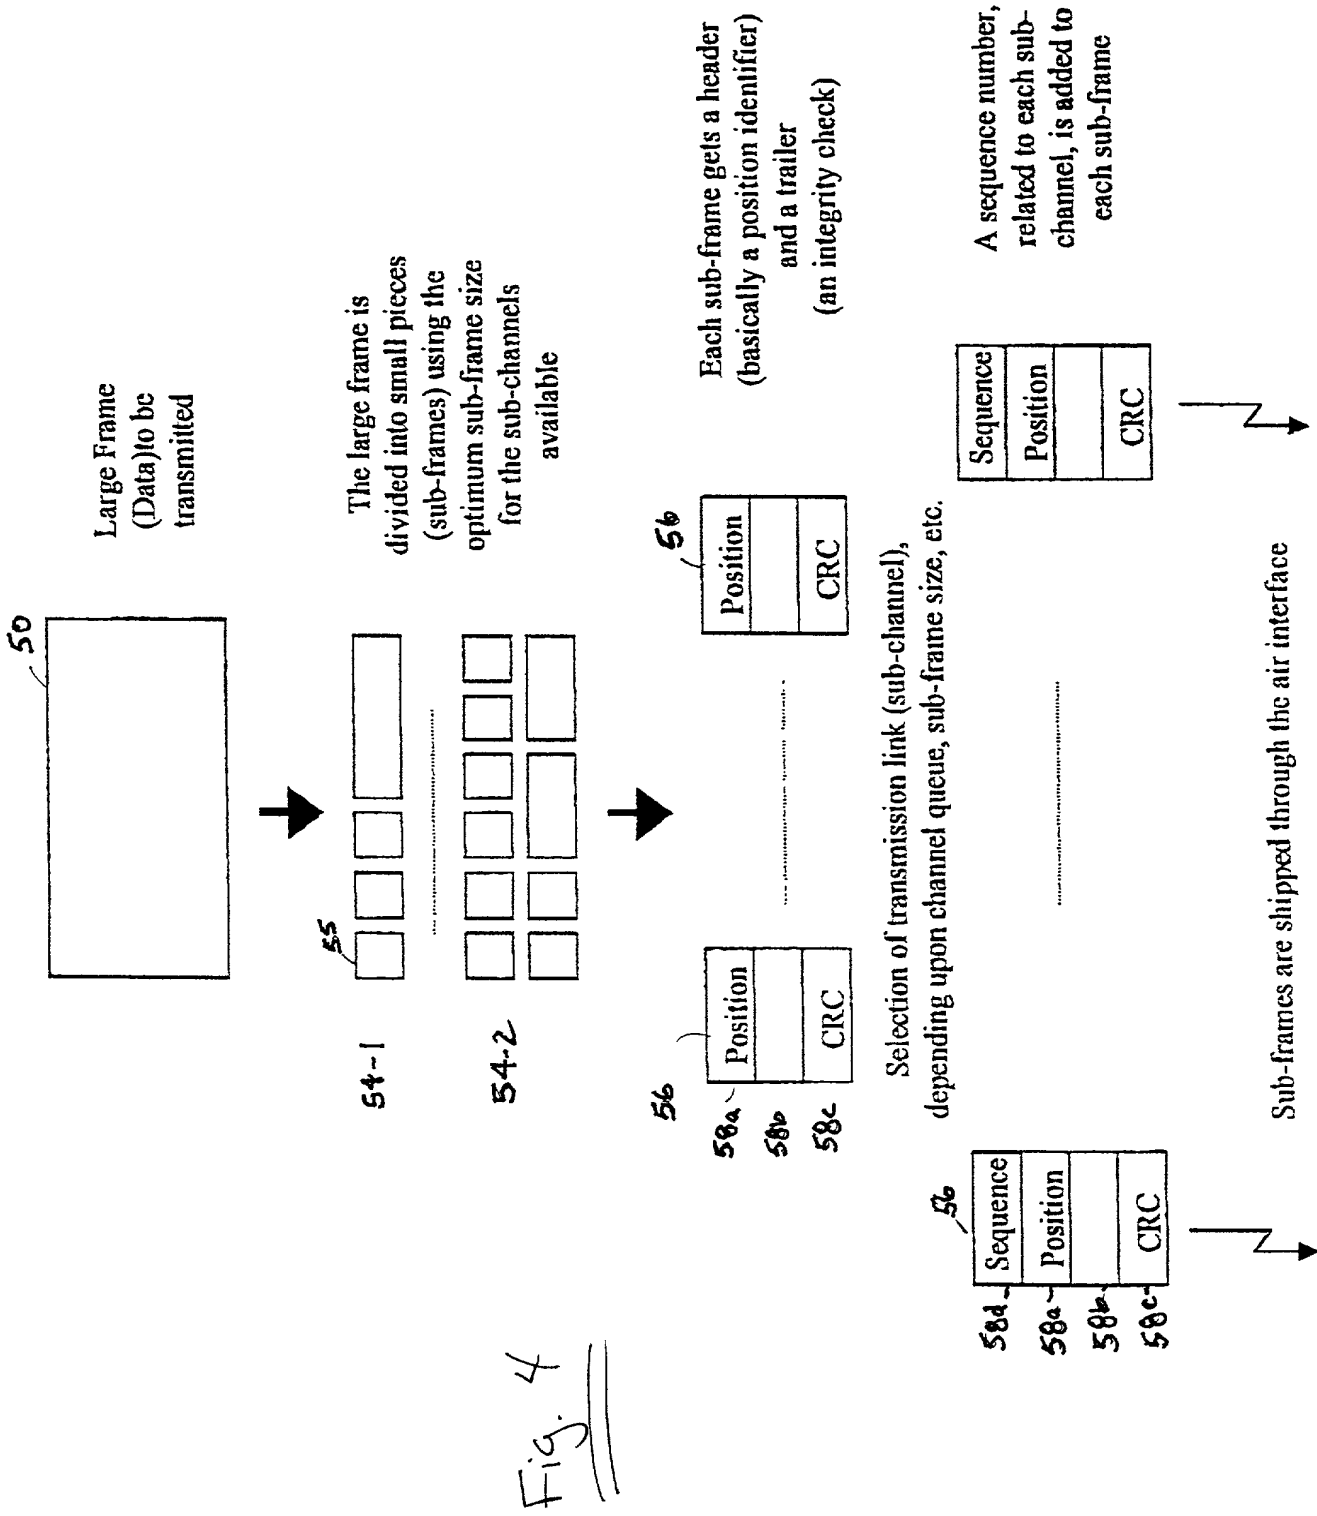 50
Large Frame
(Data)to be
transmitted
54-1
55
The large frame is
divided into small pieces
(sub-frames) using the
optimum sub-frame size
for the sub-channels
available
54-2
56
56
58a
Position
Position
58b
58c
CRC
CRC
Each sub-frame gets a header
(basically a position identifier)
and a trailer
(an integrity check)
Selection of transmission link (sub-channel),
depending upon channel queue, sub-frame size, etc.
56
58d
Sequence
Sequence
58a
Position
Position
58b
58c
CRC
CRC
A sequence number,
related to each sub-
channel, is added to
each sub-frame
Sub-frames are shipped through the air interface
Fig. 4